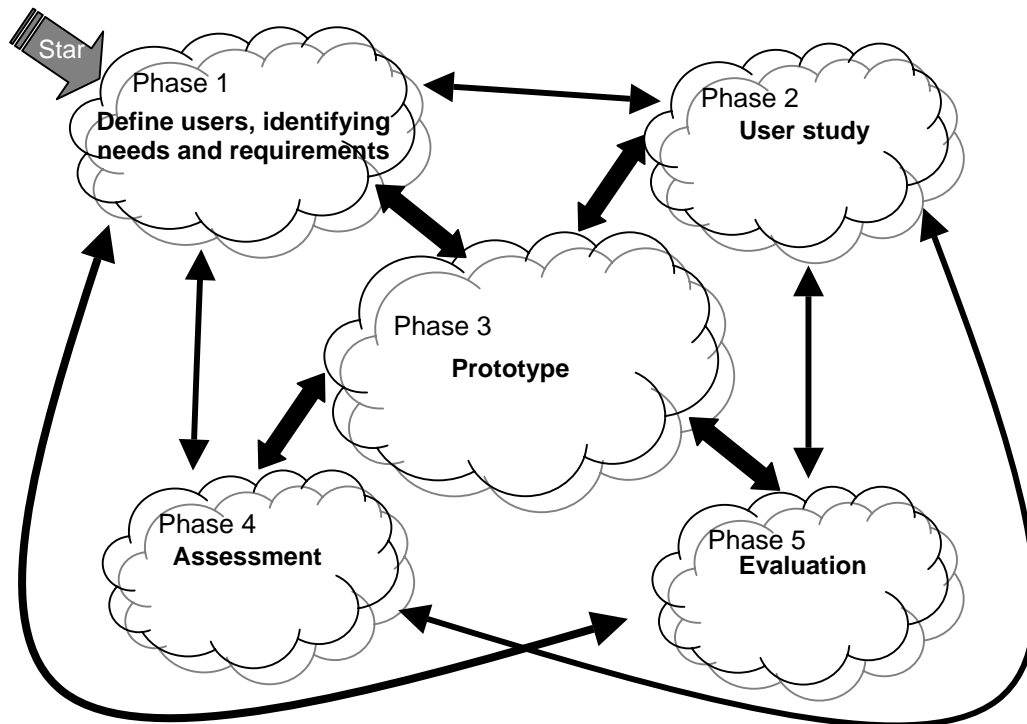 Star
Phase 1
Define users, identifying
needs and requirements
Phase 2
User study
Phase 3
Prototype
Phase 4
Assessment
Phase 5
Evaluation